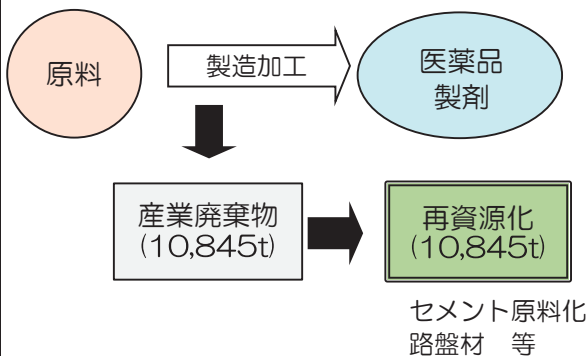 原料
製造加工
医薬品
製剤
産業廃棄物
(10,845t)
再資源化
(10,845t)
セメント原料化
路盤材　等